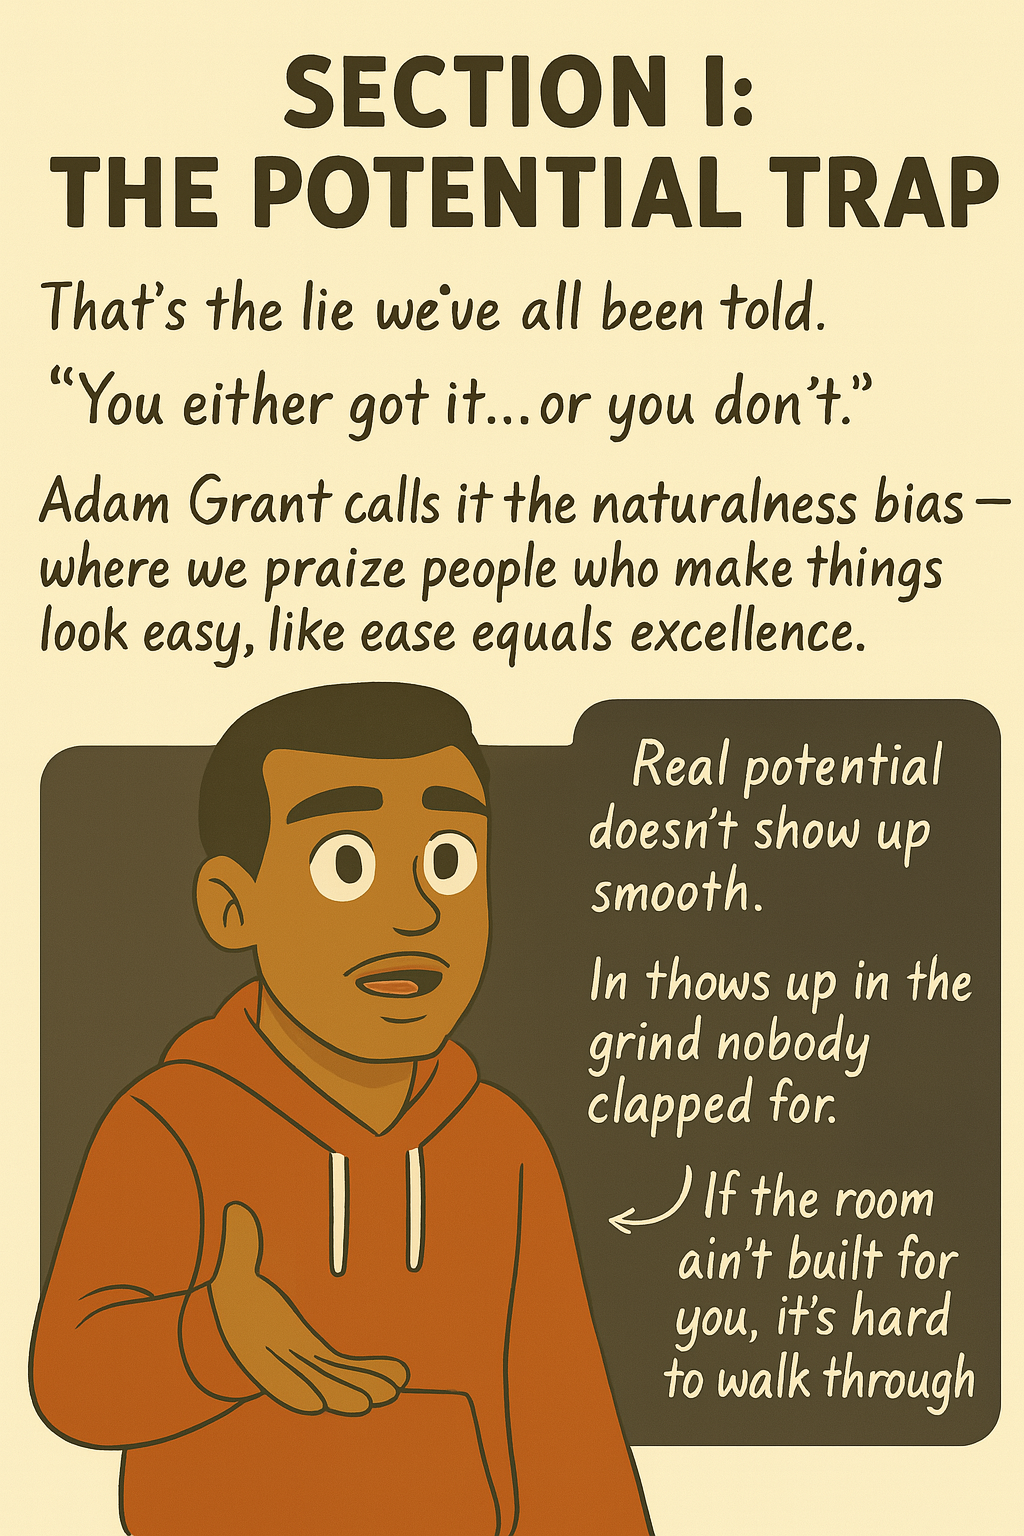 SECTION I:
THE POTENTIAL TRAP
That's the lie we've all been told.
“You either got it...or you don't.”
Adam Grant calls it the naturalness bias —
where we praize people who make things
look easy, like ease equals excellence.
Real potential
doesn't show up
smooth.
In thows up in the
grind nobody
clapped for.
If the room
ain't built for
you, it's hard
to walk through